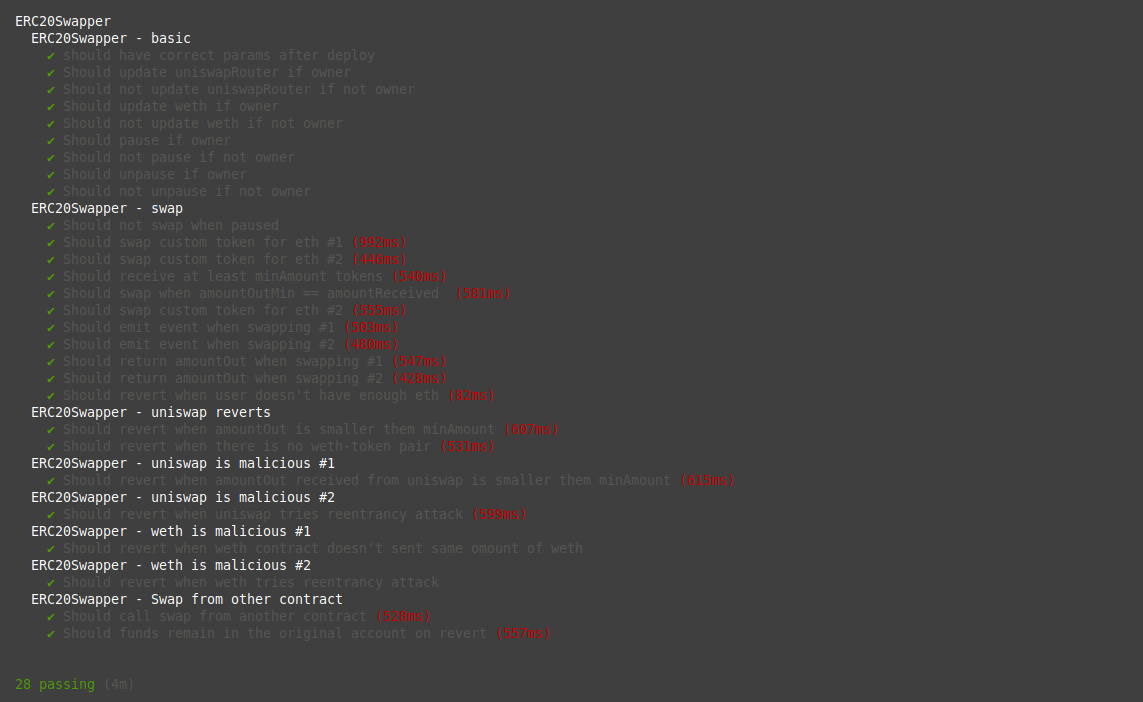 ERC20Swapper
ERC20Swapper - basic
✔ should have correct params after deploy
✔ Should update uniswapRouter if owner
✔ Should not update uniswapRouter if not owner
✔ Should update weth if owner
✔ Should not update weth if not owner
✔ Should pause if owner
✔ Should not pause if not owner
✔ Should unpause if owner
✔ Should not unpause if not owner
ERC20Swapper - swap
✔ Should not swap when paused
✔ Should swap custom token for eth #1 (992ms)
✔ Should swap custom token for eth #2 (446ms)
✔ Should receive at least minAmount tokens (540ms)
✔ Should swap when amountOutMin == amountReceived  (581ms)
✔ Should swap custom token for eth #2 (555ms)
✔ Should emit event when swapping #1 (503ms)
✔ Should emit event when swapping #2 (480ms)
✔ Should return amountOut when swapping #1 (547ms)
✔ Should return amountOut when swapping #2 (428ms)
✔ Should revert when user doesn't have enough eth (82ms)
ERC20Swapper - uniswap reverts
✔ Should revert when amountOut is smaller them minAmount (607ms)
✔ Should revert when there is no weth-token pair (531ms)
ERC20Swapper - uniswap is malicious #1
✔ Should revert when amountOut received from uniswap is smaller them minAmount (615ms)
ERC20Swapper - uniswap is malicious #2
✔ Should revert when uniswap tries reentrancy attack (599ms)
ERC20Swapper - weth is malicious #1
✔ Should revert when weth contract doesn't sent same omount of weth
ERC20Swapper - weth is malicious #2
✔ Should revert when weth tries reentrancy attack
ERC20Swapper - Swap from other contract
✔ Should call swap from another contract (528ms)
✔ Should funds remain in the original account on revert (557ms)
28 passing (4m)